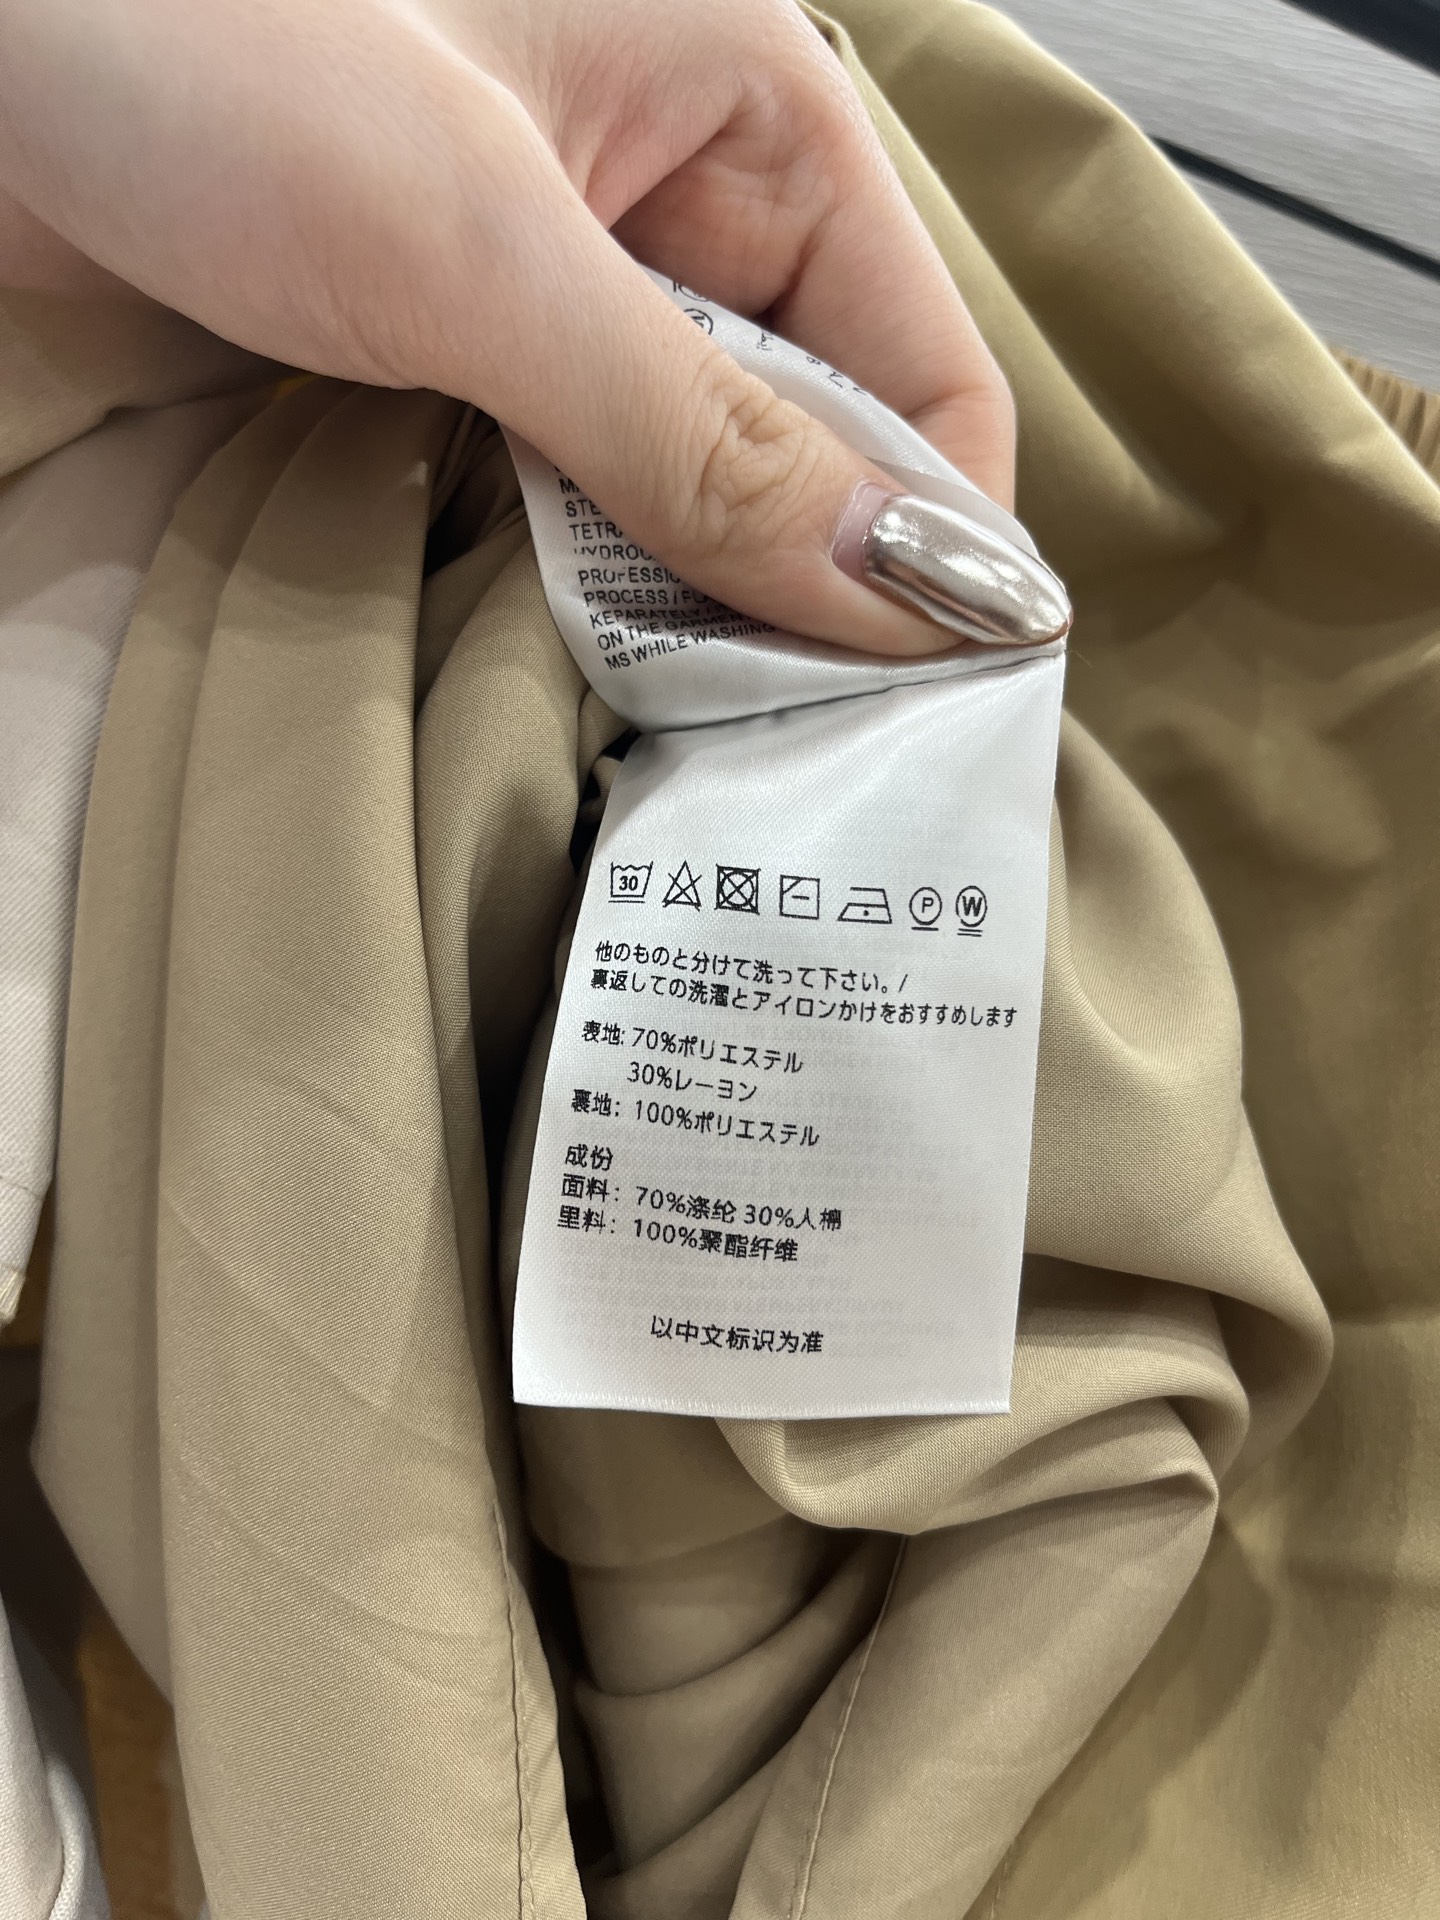 STE
TETRA
HYDROC
PROFESSIO
PROCESS / FL
KEPARATELY /
ON THE GARMEN
MS WHILE WASHING
30
P W
他のものと分けて洗って下さい。/
裏返しての洗濯とアイロンかけをおすすめします
表地: 70%ポリエステル
30%レーヨン
裏地: 100%ポリエステル
成份
面料: 70%涤纶 30%人棉
里料: 100%聚酯纤维
以中文标识为准